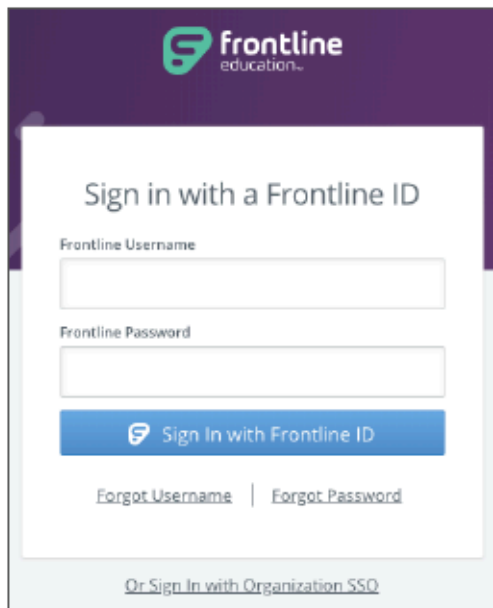 frontline
education™
Sign in with a Frontline ID
Frontline Username
Frontline Password
Sign In with Frontline ID
Forgot Username | Forgot Password
Or Sign In with Organization SSO